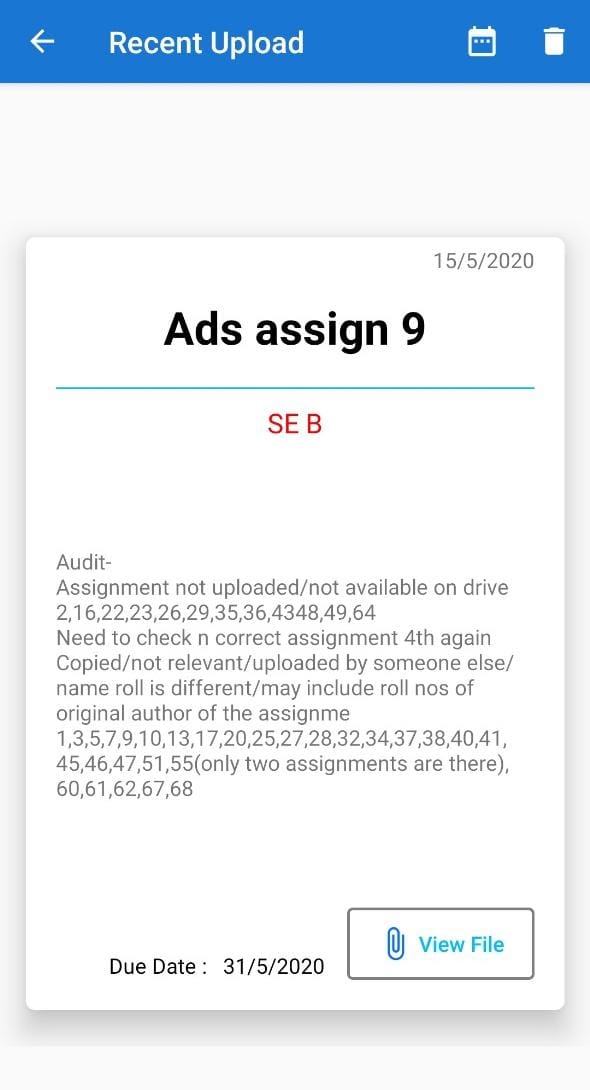 Recent Upload
15/5/2020
Ads assign 9
SE B
Audit-
Assignment not uploaded/not available on drive
2,16,22,23,26,29,35,36,4348,49,64
Need to check n correct assignment 4th again
Copied/not relevant/uploaded by someone else/
name roll is different/may include roll nos of
original author of the assignme
1,3,5,7,9,10,13,17,20,25,27,28,32,34,37,38,40,41,
45,46,47,51,55(only two assignments are there),
60,61,62,67,68
View File
Due Date : 31/5/2020